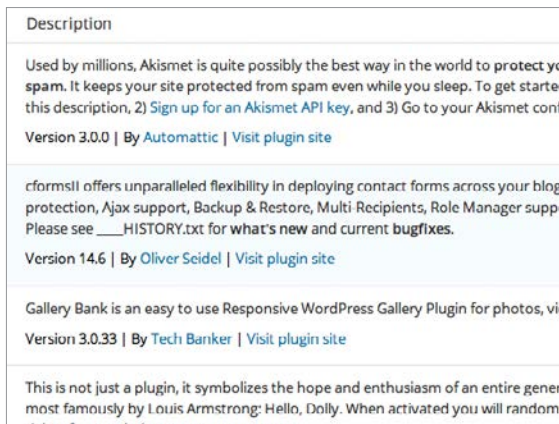 Description
Used by millions, Akismet is quite possibly the best way in the world to protect yo
spam. It keeps your site protected from spam even while you sleep. To get starte
this description, 2) Sign up for an Akismet API key, and 3) Go to your Akismet conf
Version 3.0.0 | By Automattic | Visit plugin site
cformsII offers unparalleled flexibility in deploying contact forms across your blog
protection, Ajax support, Backup & Restore, Multi-Recipients, Role Manager supp
Please see ____HISTORY.txt for what's new and current bugfixes.
Version 14.6 | By Oliver Seidel | Visit plugin site
Gallery Bank is an easy to use Responsive WordPress Gallery Plugin for photos, vi
Version 3.0.33 | By Tech Banker | Visit plugin site
This is not just a plugin, it symbolizes the hope and enthusiasm of an entire gener
most famously by Louis Armstrong: Hello, Dolly. When activated you will random